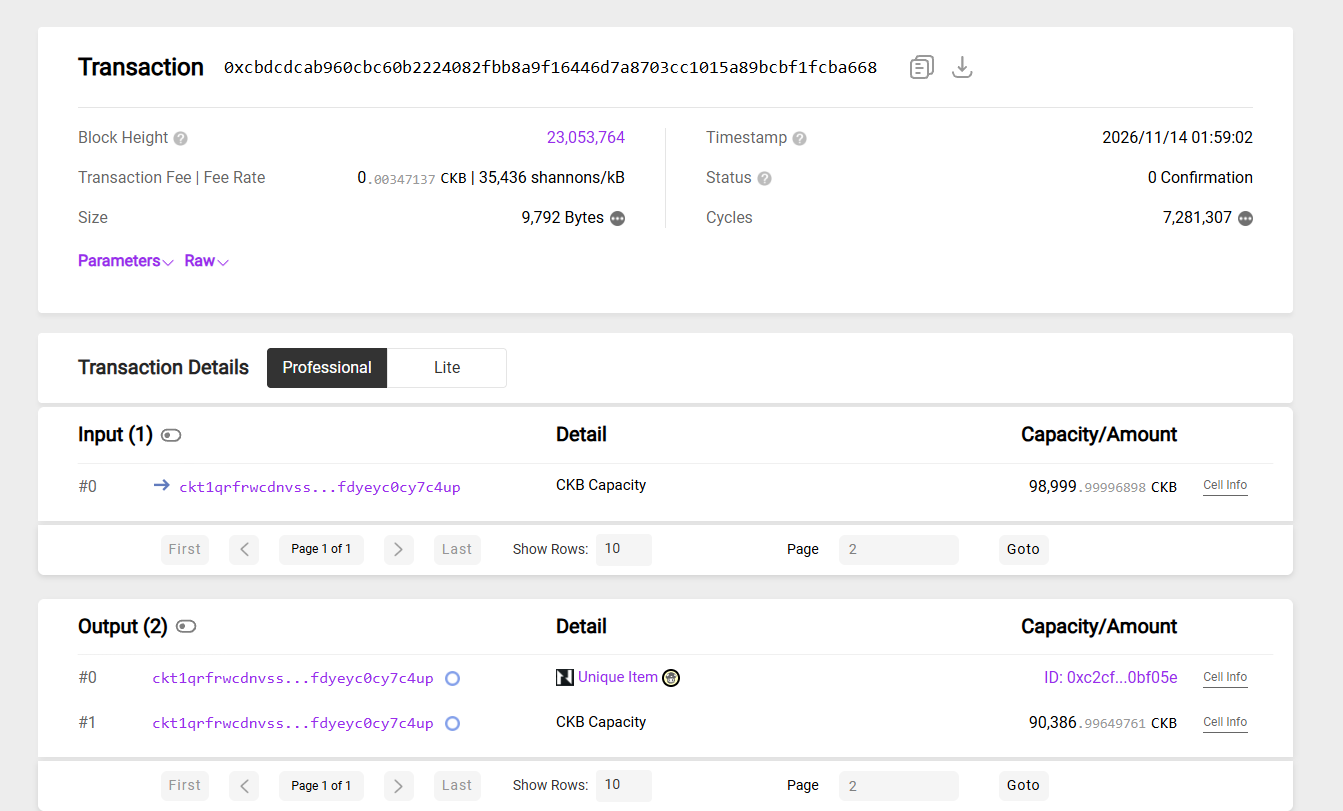 Transaction 0xcbdcdcab960cbc60b2224082fbb8a9f16446d7a8703cc1015a89bcbf1fcba668
Block Height 23,053,764 Timestamp 2026/11/14 01:59:02
Transaction Fee | Fee Rate 0.00347137 CKB | 35,436 shannons/kB Status 0 Confirmation
Size 9,792 Bytes Cycles 7,281,307
Parameters Raw
Transaction Details Professional Lite
Input (1) Detail Capacity/Amount
#0 ckt1qrfrwcdnvss...fdyeyc0cy7c4up CKB Capacity 98,999.99996898 CKB Cell Info
First Page 1 of 1 Last Show Rows: 10 Page 2 Goto
Output (2) Detail Capacity/Amount
#0 ckt1qrfrwcdnvss...fdyeyc0cy7c4up Unique Item ID: 0xc2cf...0bf05e Cell Info
#1 ckt1qrfrwcdnvss...fdyeyc0cy7c4up CKB Capacity 90,386.99649761 CKB Cell Info
First Page 1 of 1 Last Show Rows: 10 Page 2 Goto